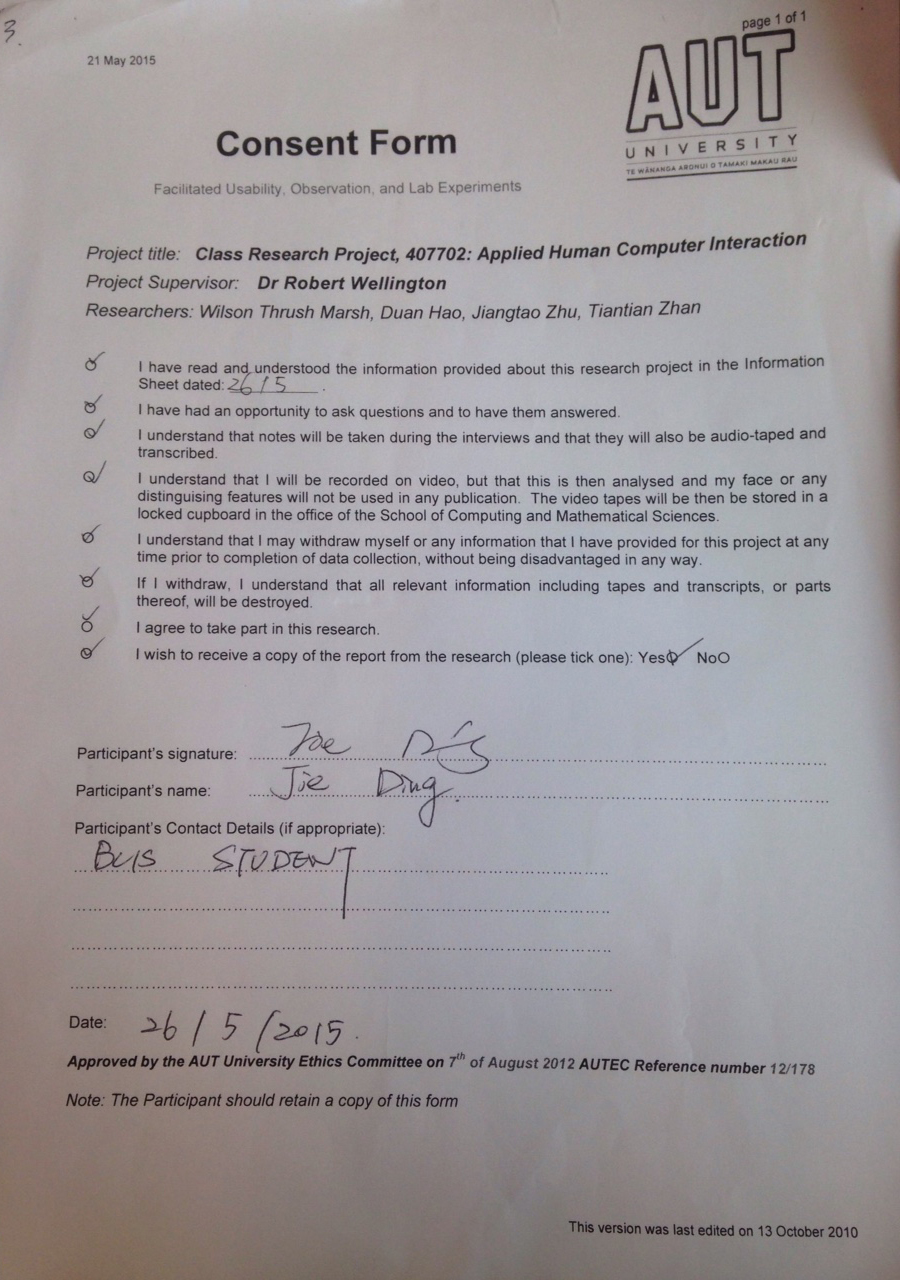 3.
page 1 of 1
21 May 2015
AUT
UNIVERSITY
TE WĀNANGA ARONUI O TAMAKI MAKAU RAU
Consent Form
Facilitated Usability, Observation, and Lab Experiments
Project title: Class Research Project, 407702: Applied Human Computer Interaction
Project Supervisor: Dr Robert Wellington
Researchers: Wilson Thrush Marsh, Duan Hao, Jiangtao Zhu, Tiantian Zhan
I have read and understood the information provided about this research project in the Information
Sheet dated: 26/5.
I have had an opportunity to ask questions and to have them answered.
I understand that notes will be taken during the interviews and that they will also be audio-taped and
transcribed.
I understand that I will be recorded on video, but that this is then analysed and my face or any
distinguising features will not be used in any publication. The video tapes will be then be stored in a
locked cupboard in the office of the School of Computing and Mathematical Sciences.
I understand that I may withdraw myself or any information that I have provided for this project at any
time prior to completion of data collection, without being disadvantaged in any way.
If I withdraw, I understand that all relevant information including tapes and transcripts, or parts
thereof, will be destroyed.
I agree to take part in this research.
I wish to receive a copy of the report from the research (please tick one): Yes No
Participant's signature:
Participant's name: Jie Ding.
Participant's Contact Details (if appropriate):
STUDENT
Date: 26/5/2015.
Approved by the AUT University Ethics Committee on 7th of August 2012 AUTEC Reference number 12/178
Note: The Participant should retain a copy of this form
This version was last edited on 13 October 2010